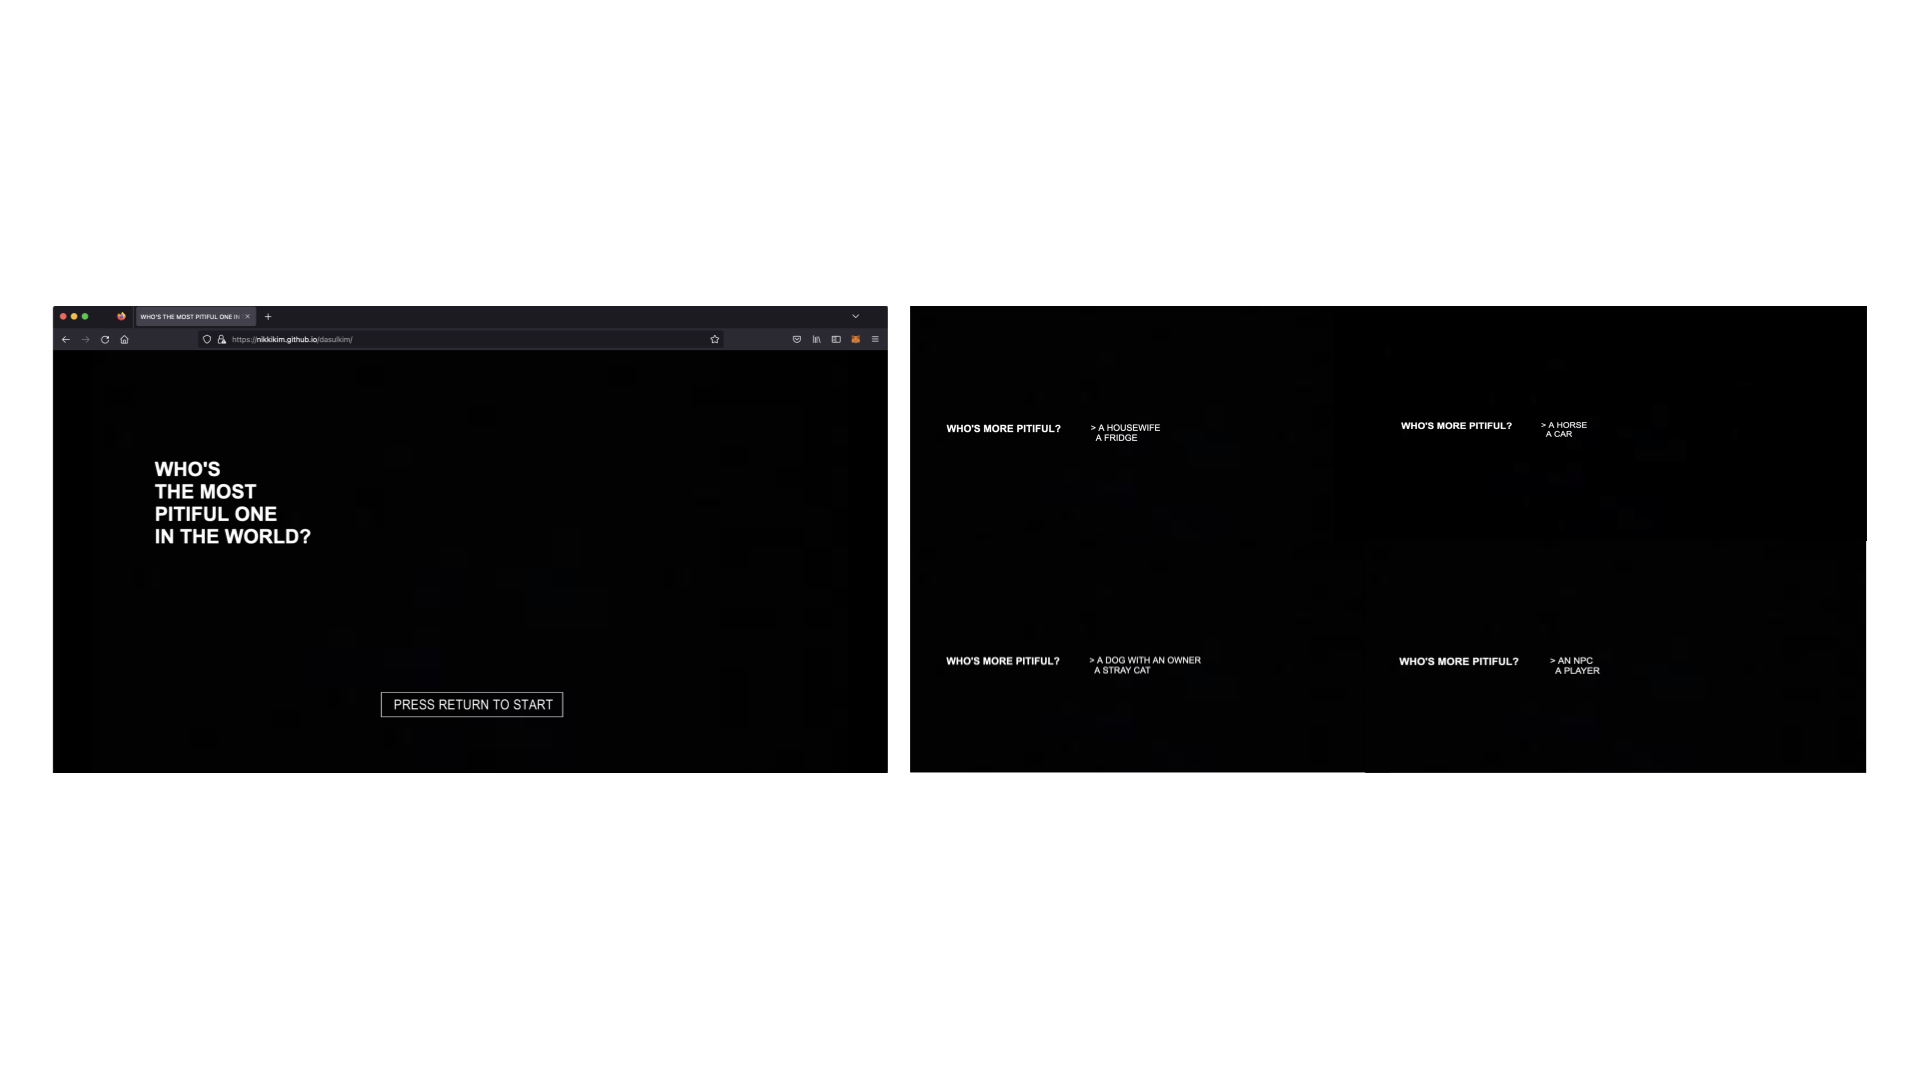 WHO'S THE MOST PITIFUL ONE IN
https://nikkikim.github.io/dasulkim/
WHO'S
THE MOST
PITIFUL ONE
IN THE WORLD?
PRESS RETURN TO START
WHO'S MORE PITIFUL? > A HOUSEWIFE
A FRIDGE
WHO'S MORE PITIFUL? > A HORSE
A CAR
WHO'S MORE PITIFUL? > A DOG WITH AN OWNER
A STRAY CAT
WHO'S MORE PITIFUL? > AN NPC
A PLAYER